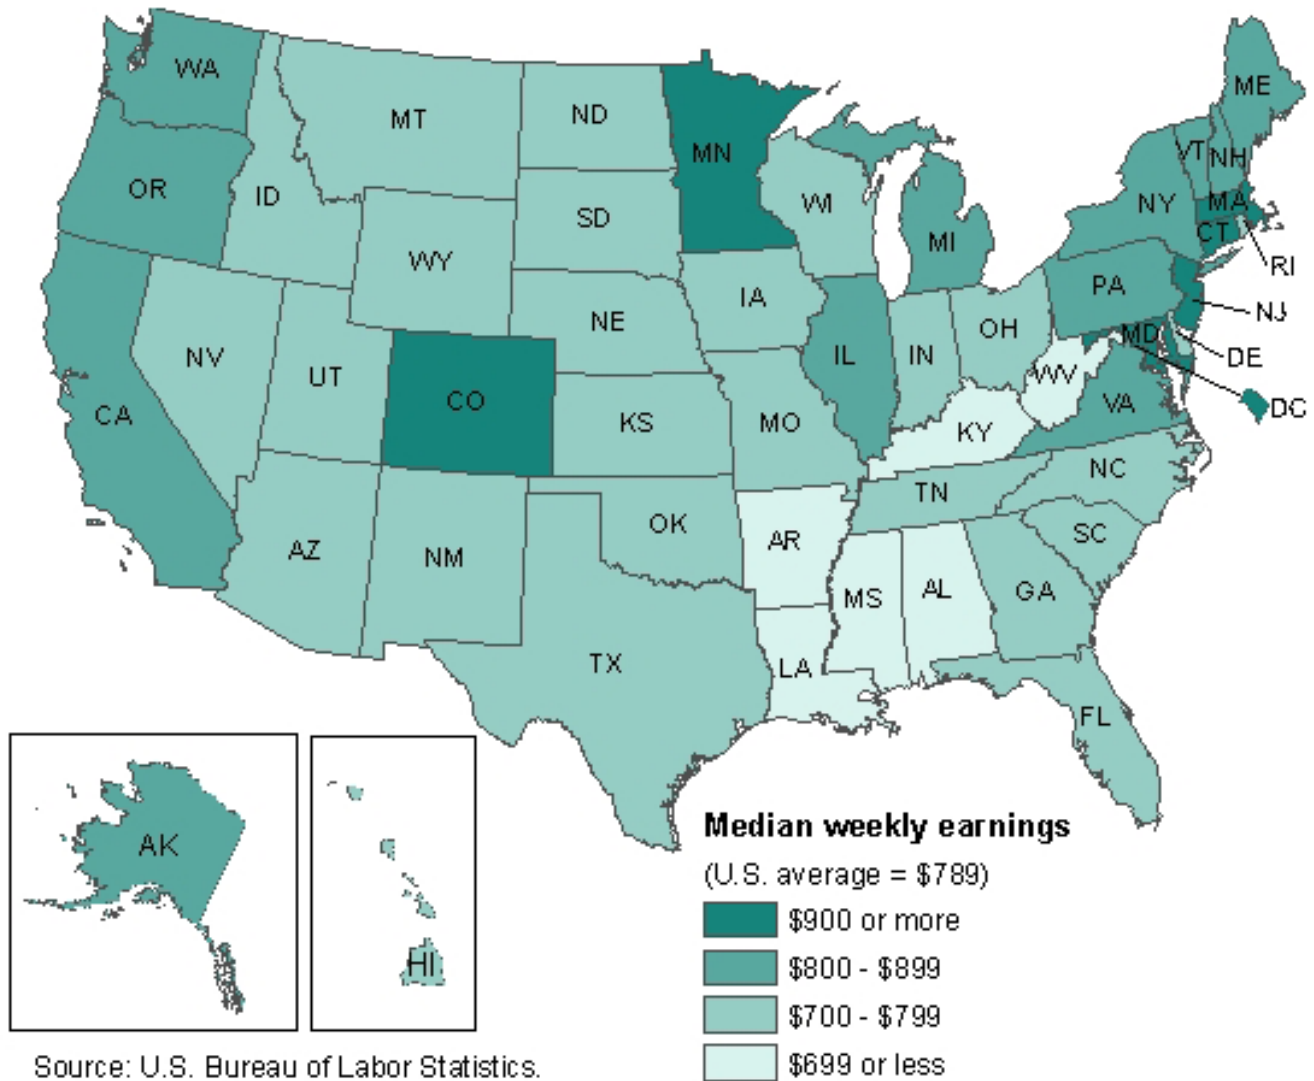 WA
MT
ND
MN
ME
VT
NH
OR
ID
SD
WI
NY
MA
CT
WY
MI
RI
IA
PA
NJ
NE
OH
MD
NV
UT
IL
IN
DE
CO
WV
CA
KS
MO
VA
DC
KY
NC
TN
AZ
NM
OK
AR
SC
MS
AL
GA
TX
LA
FL
AK
HI
Median weekly earnings
(U.S. average = $789)
$900 or more
$800 - $899
$700 - $799
$699 or less
Source: U.S. Bureau of Labor Statistics.